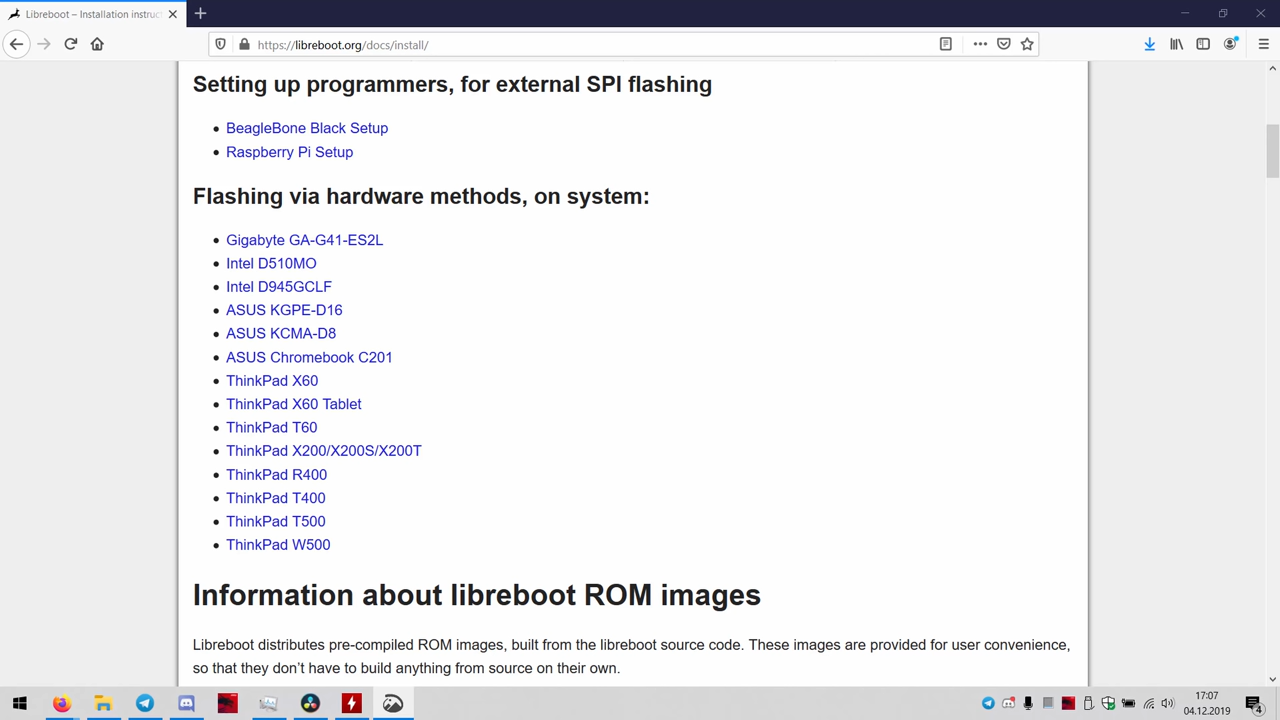 Libreboot – Installation instruc
https://libreboot.org/docs/install/
Setting up programmers, for external SPI flashing
BeagleBone Black Setup
Raspberry Pi Setup
Flashing via hardware methods, on system:
Gigabyte GA-G41-ES2L
Intel D510MO
Intel D945GCLF
ASUS KGPE-D16
ASUS KCMA-D8
ASUS Chromebook C201
ThinkPad X60
ThinkPad X60 Tablet
ThinkPad T60
ThinkPad X200/X200S/X200T
ThinkPad R400
ThinkPad T400
ThinkPad T500
ThinkPad W500
Information about libreboot ROM images
Libreboot distributes pre-compiled ROM images, built from the libreboot source code. These images are provided for user convenience,
so that they don’t have to build anything from source on their own.
17:07
04.12.2019
4